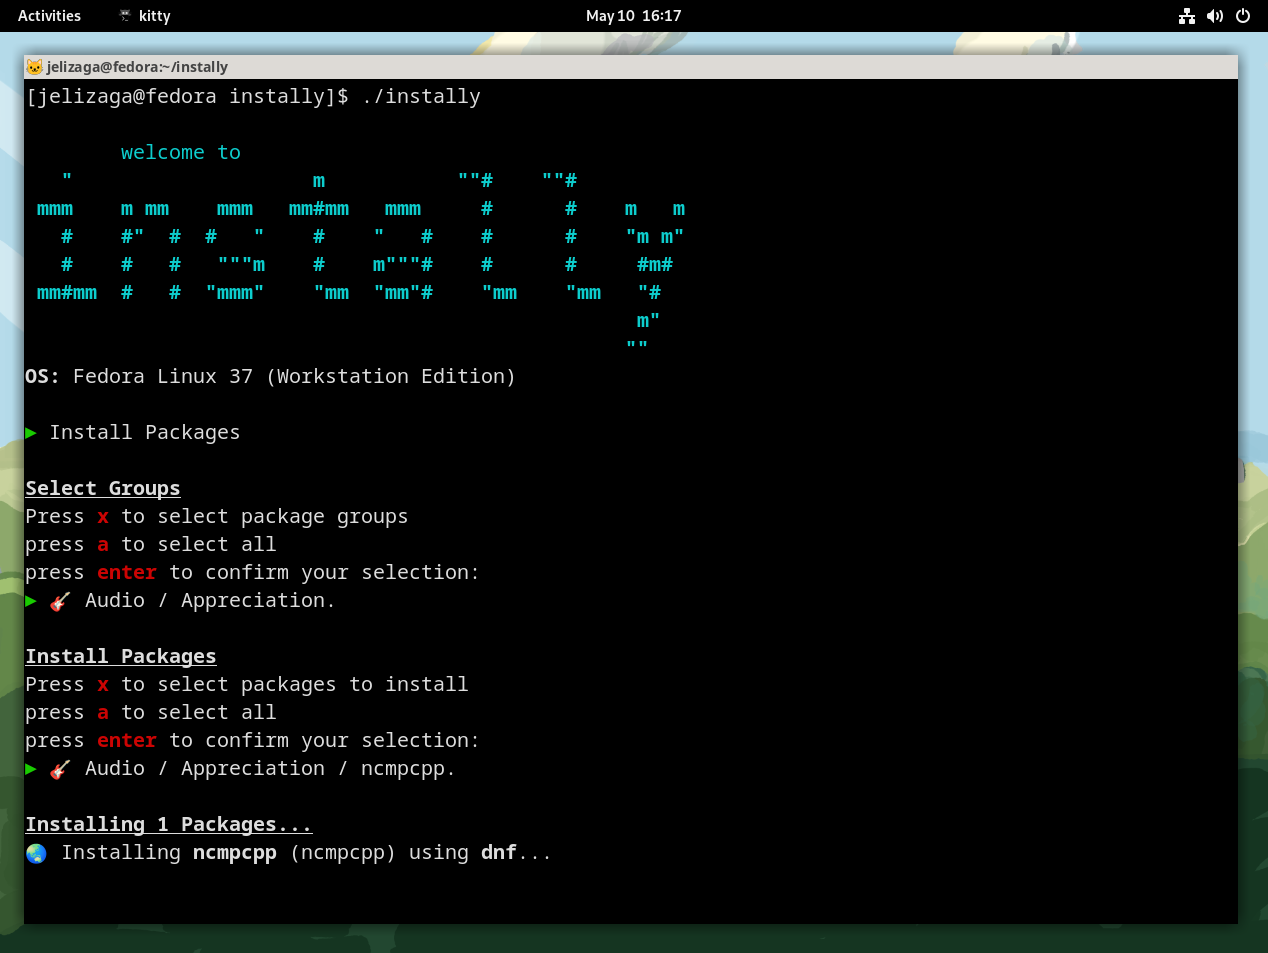 Activities kitty May 10 16:17
jelizaga@fedora:~/instally
[jelizaga@fedora instally]$ ./instally
welcome to
   "                    m           ""#    ""#
 mmm    m mm    mmm   mm#mm   mmm     #      #    m   m
   #    #"  #  #   "    #    "   #    #      #    "m m"
   #    #   #   """m    #    m"""#    #      #     #m#
 mm#mm  #   #  "mmm"    "mm  "mm"#    "mm    "mm   "#
                                                   m"
                                                  ""
OS: Fedora Linux 37 (Workstation Edition)
▶ Install Packages
Select Groups
Press x to select package groups
press a to select all
press enter to confirm your selection:
▶ 🎸 Audio / Appreciation.
Install Packages
Press x to select packages to install
press a to select all
press enter to confirm your selection:
▶ 🎸 Audio / Appreciation / ncmpcpp.
Installing 1 Packages...
🌏 Installing ncmpcpp (ncmpcpp) using dnf...